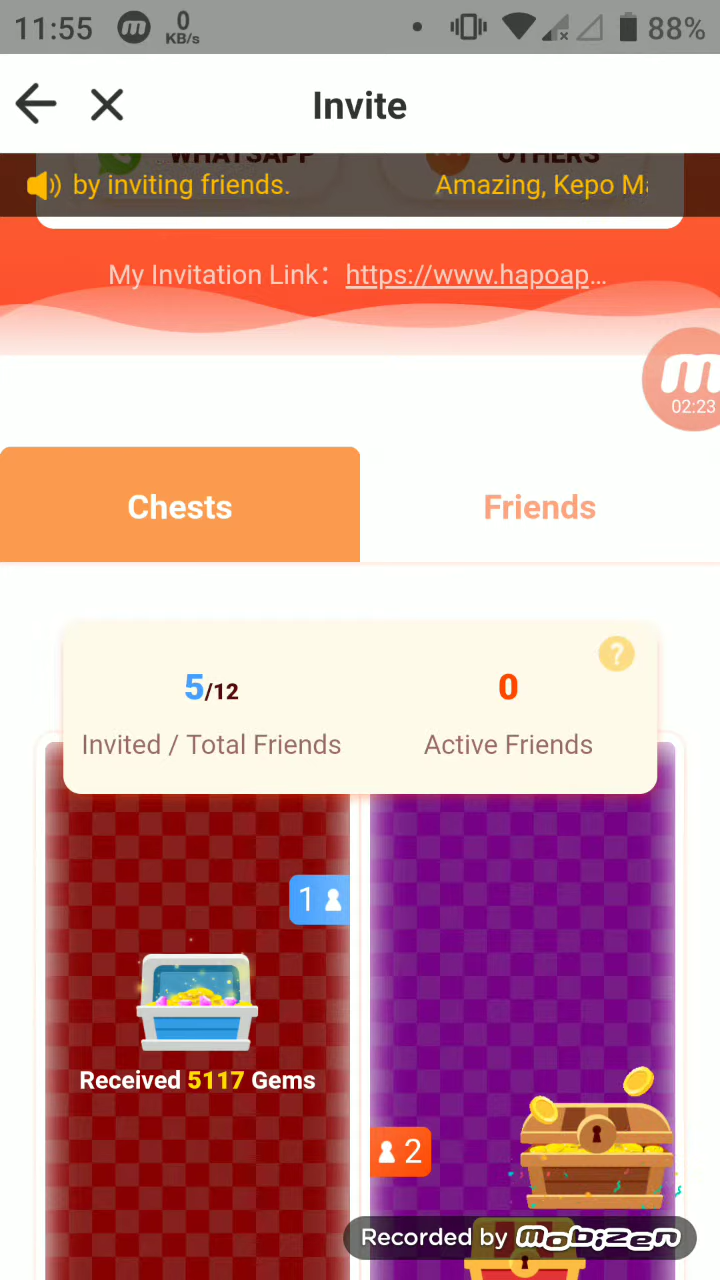 11:55
0
KB/s
88%
Invite
WHATSAPP
OTHERS
by inviting friends.
Amazing, Kepo Ma
My Invitation Link: https://www.hapoap...
02:23
Chests
Friends
?
5/12
0
Invited / Total Friends
Active Friends
1
Received 5117 Gems
2
Recorded by mobizen